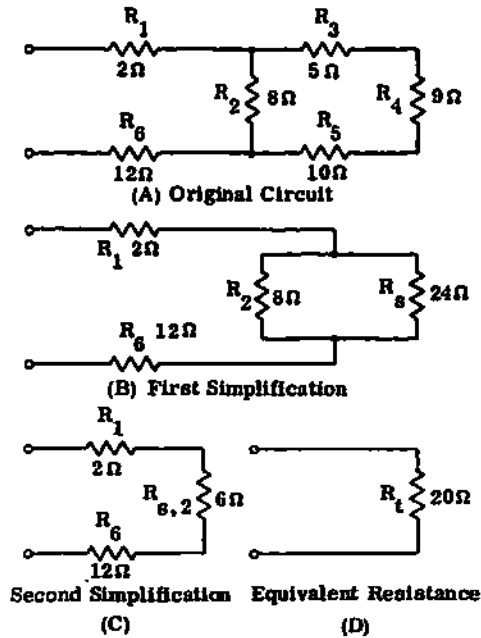 R1 R3
2Ω 5Ω
R2 8Ω R4 9Ω
R6 R5
12Ω 10Ω
(A) Original Circuit
R1 2Ω
R2 8Ω Rs 24Ω
R6 12Ω
(B) First Simplification
R1
2Ω
Rs,2 6Ω Rt 20Ω
R6
12Ω
Second Simplification Equivalent Resistance
(C) (D)